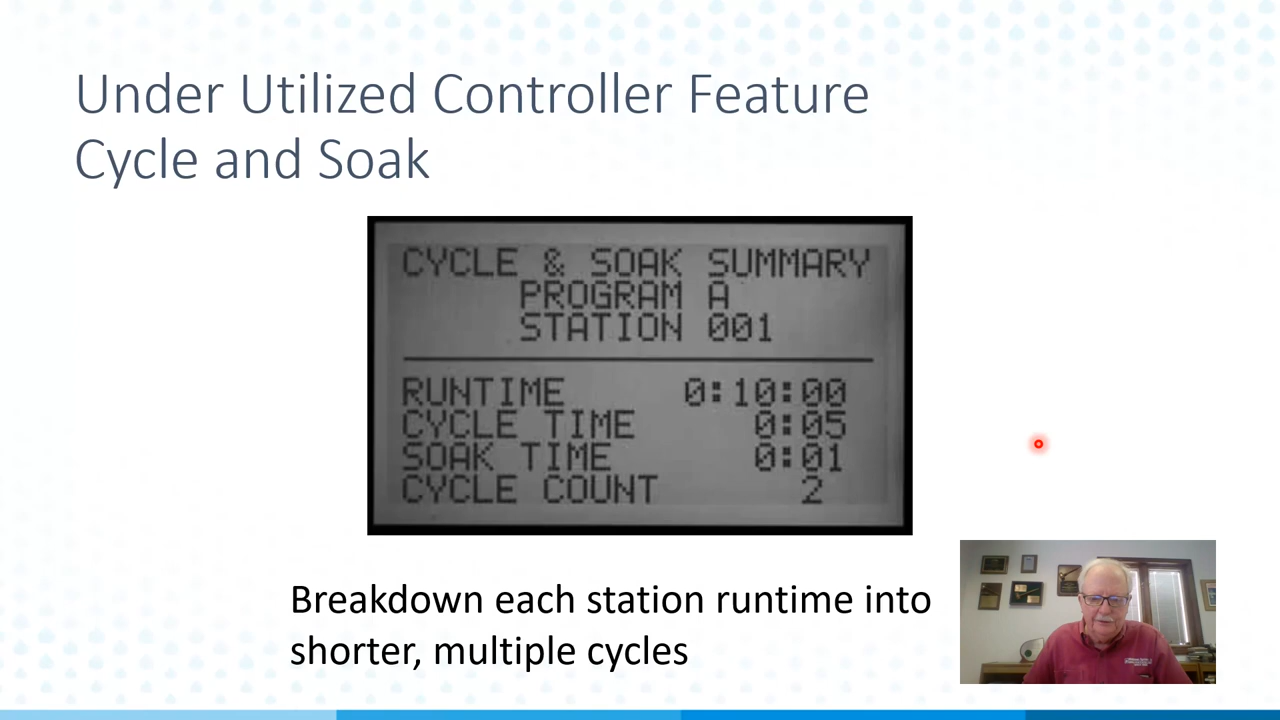 Under Utilized Controller Feature
Cycle and Soak
CYCLE & SOAK SUMMARY
PROGRAM A
STATION 001
RUNTIME 0:10:00
CYCLE TIME 0:05
SOAK TIME 0:01
CYCLE COUNT 2
Breakdown each station runtime into
shorter, multiple cycles